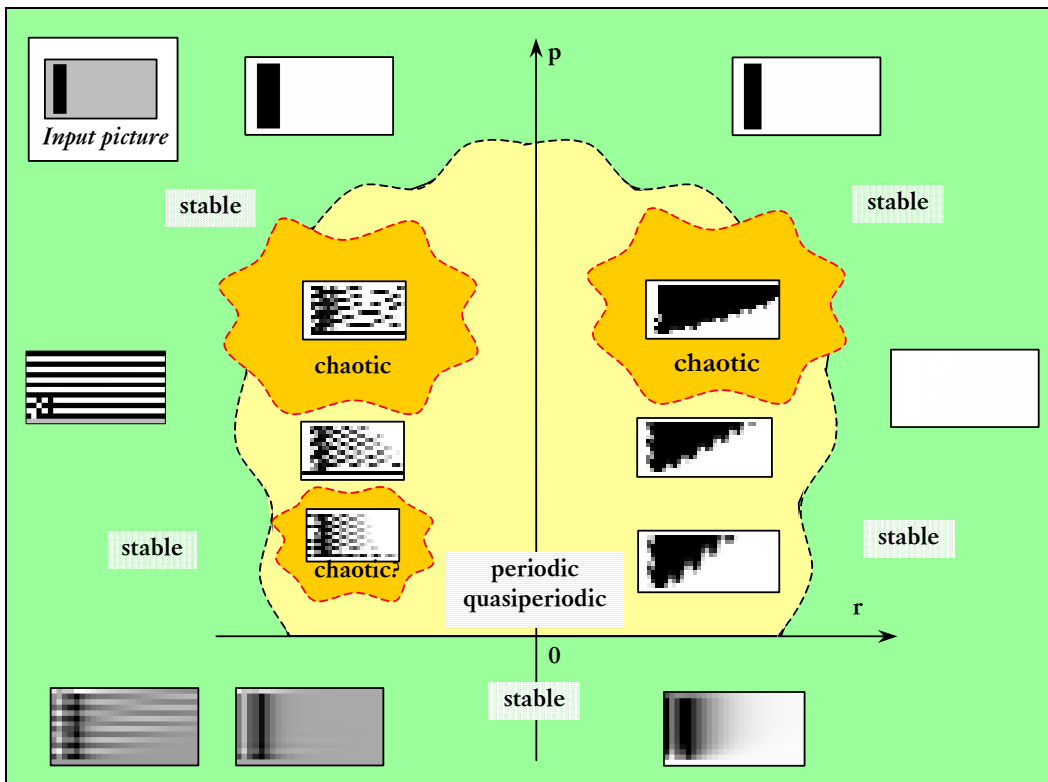 p
Input picture
stable
stable
chaotic
chaotic
stable
stable
chaotic?
periodic
quasiperiodic
r
0
stable